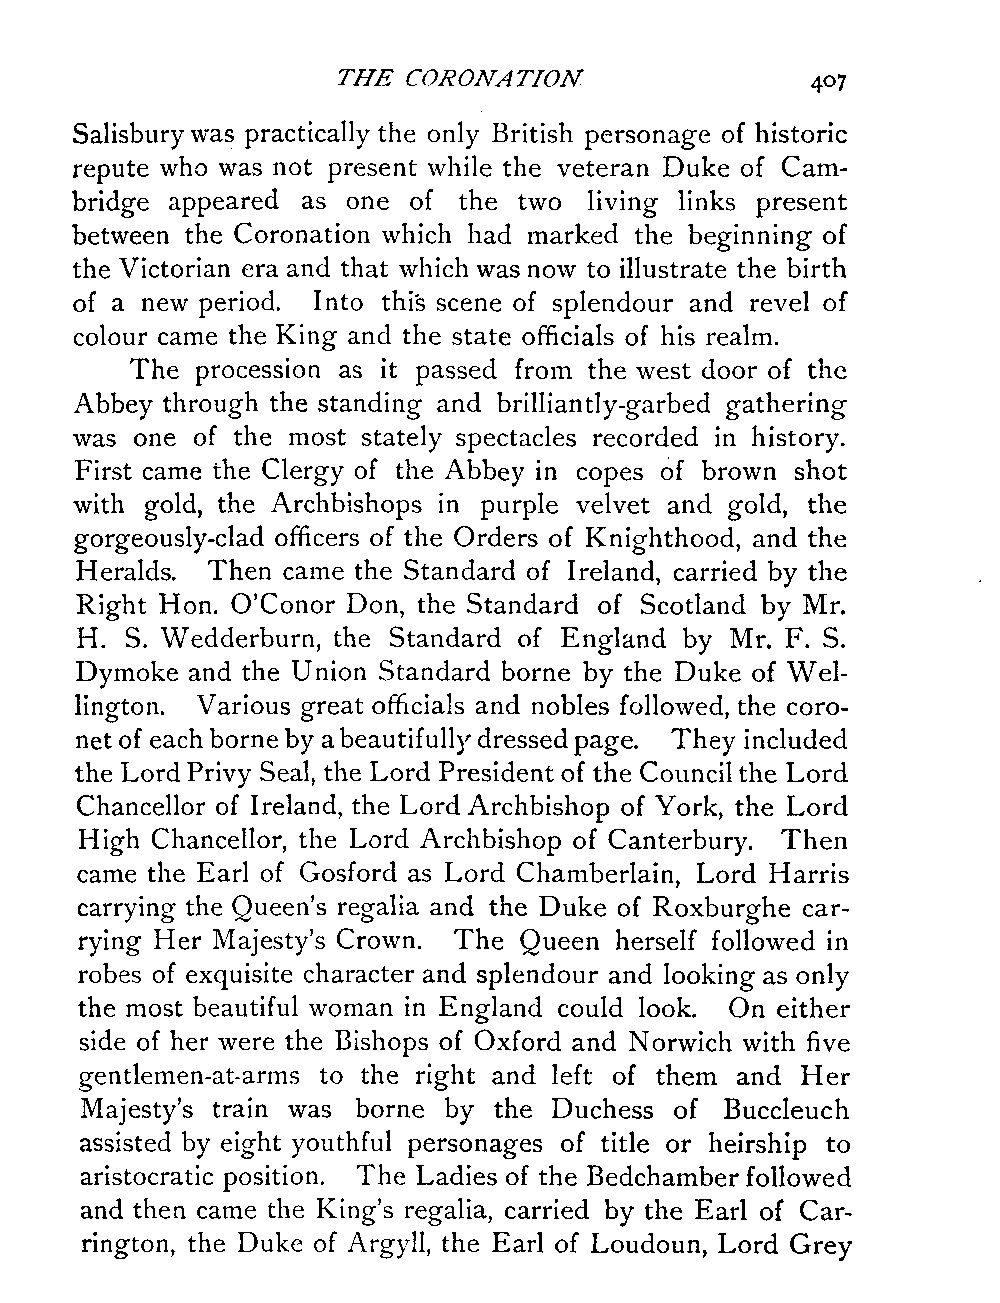 THE CORONATION 407
Salisbury was practically the only British personage of historic
repute who was not present while the veteran Duke of Cam-
bridge appeared as one of the two living links present
between the Coronation which had marked the beginning of
the Victorian era and that which was now to illustrate the birth
of a new period. Into this scene of splendour and revel of
colour came the King and the state officials of his realm.
The procession as it passed from the west door of the
Abbey through the standing and brilliantly-garbed gathering
was one of the most stately spectacles recorded in history.
First came the Clergy of the Abbey in copes of brown shot
with gold, the Archbishops in purple velvet and gold, the
gorgeously-clad officers of the Orders of Knighthood, and the
Heralds. Then came the Standard of Ireland, carried by the
Right Hon. O'Conor Don, the Standard of Scotland by Mr.
H. S. Wedderburn, the Standard of England by Mr. F. S.
Dymoke and the Union Standard borne by the Duke of Wel-
lington. Various great officials and nobles followed, the coro-
net of each borne by a beautifully dressed page. They included
the Lord Privy Seal, the Lord President of the Council the Lord
Chancellor of Ireland, the Lord Archbishop of York, the Lord
High Chancellor, the Lord Archbishop of Canterbury. Then
came the Earl of Gosford as Lord Chamberlain, Lord Harris
carrying the Queen's regalia and the Duke of Roxburghe car-
rying Her Majesty's Crown. The Queen herself followed in
robes of exquisite character and splendour and looking as only
the most beautiful woman in England could look. On either
side of her were the Bishops of Oxford and Norwich with five
gentlemen-at-arms to the right and left of them and Her
Majesty's train was borne by the Duchess of Buccleuch
assisted by eight youthful personages of title or heirship to
aristocratic position. The Ladies of the Bedchamber followed
and then came the King's regalia, carried by the Earl of Car-
rington, the Duke of Argyll, the Earl of Loudoun, Lord Grey